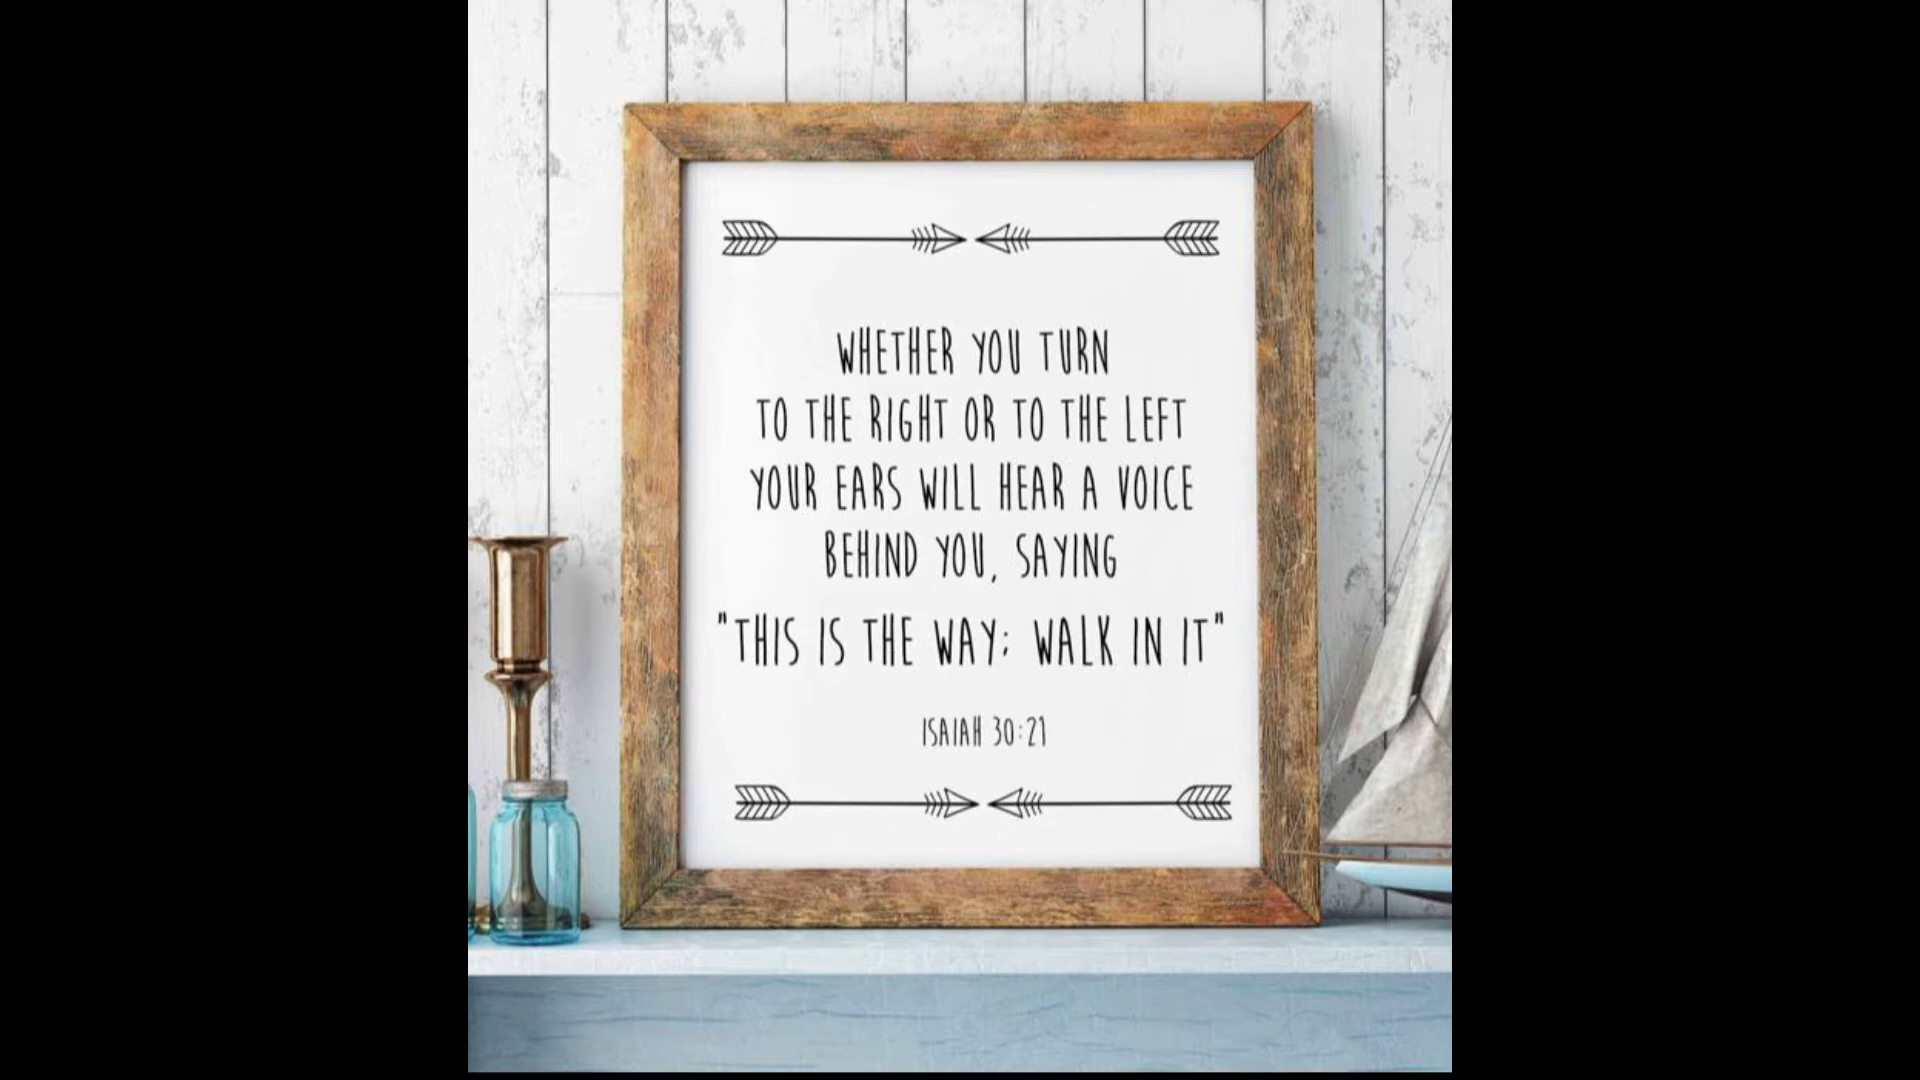 WHETHER YOU TURN
TO THE RIGHT OR TO THE LEFT
YOUR EARS WILL HEAR A VOICE
BEHIND YOU, SAYING
"THIS IS THE WAY; WALK IN IT"
ISAIAH 30:21